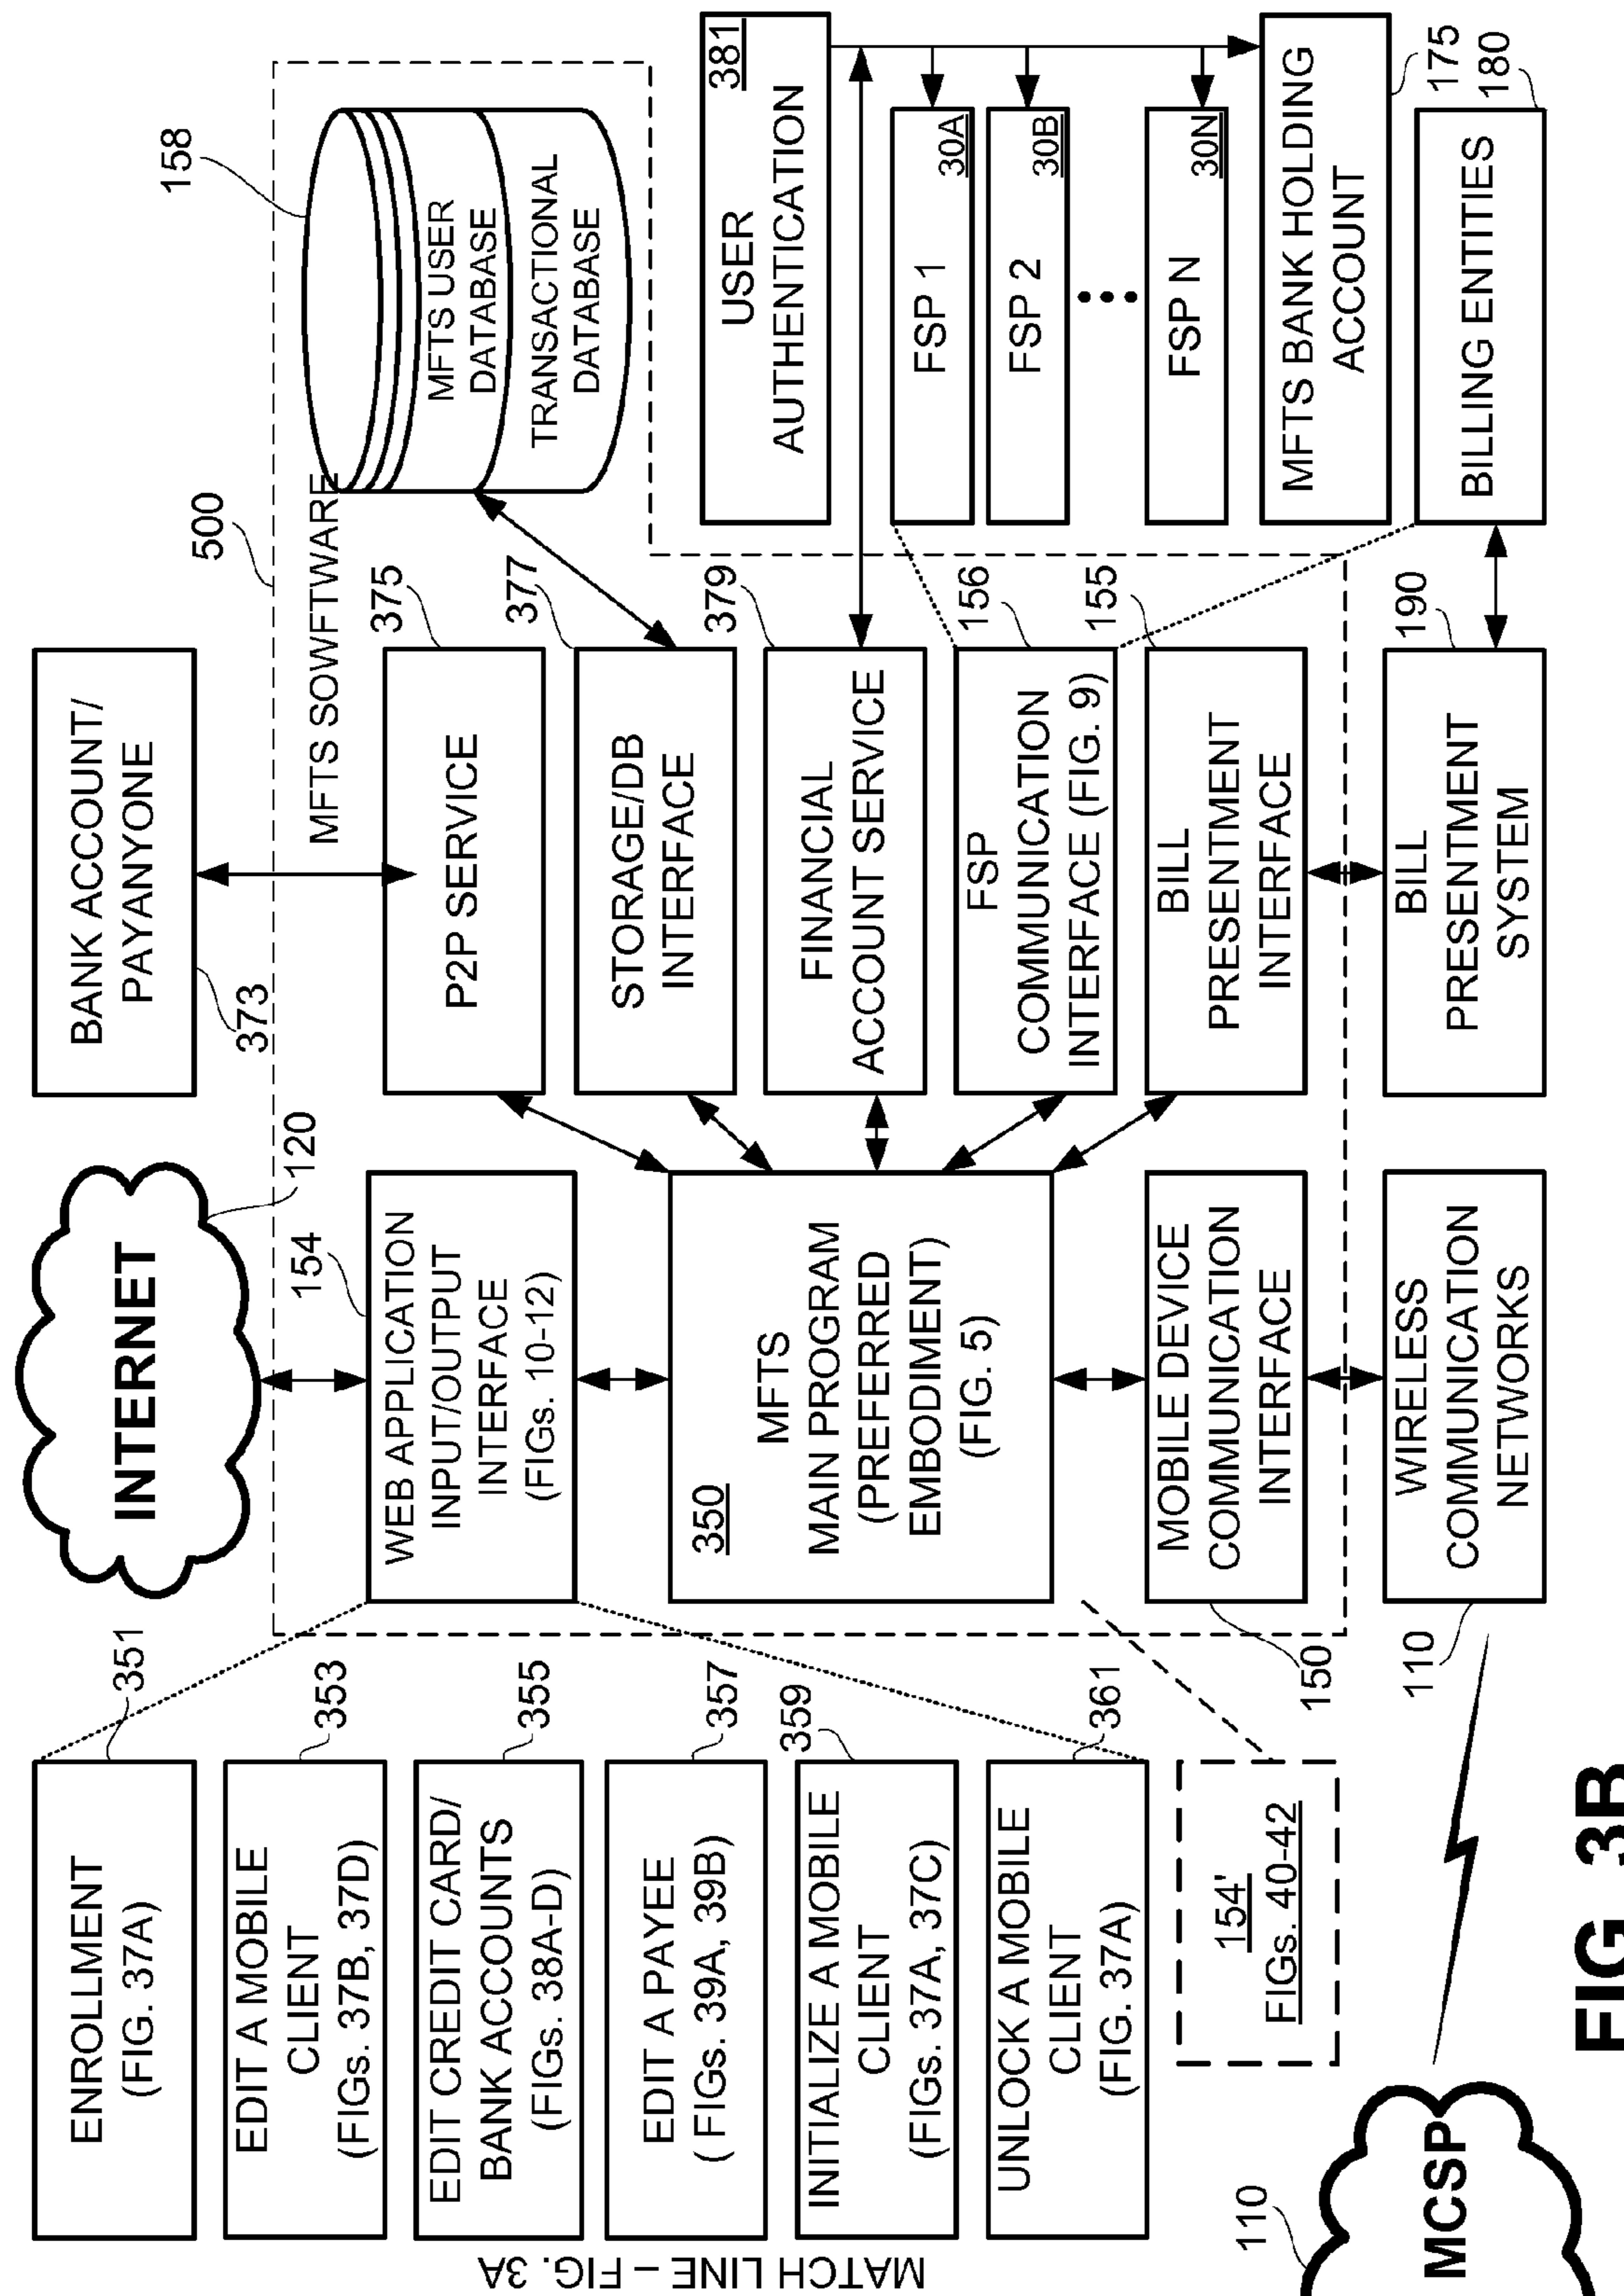 INTERNET
120
BANK ACCOUNT/
PAYANYONE
373
500
MFTS SOWFTWARE
158
MFTS USER
DATABASE
TRANSACTIONAL
DATABASE
ENROLLMENT
(FIG. 37A)
351
EDIT A MOBILE
CLIENT
(FIGs. 37B, 37D)
353
EDIT CREDIT CARD/
BANK ACCOUNTS
(FIGs. 38A-D)
355
EDIT A PAYEE
( FIGs. 39A, 39B)
357
INITIALIZE A MOBILE
CLIENT
(FIGs. 37A, 37C)
359
UNLOCK A MOBILE
CLIENT
(FIG. 37A)
361
154'
FIGs. 40-42
154
WEB APPLICATION
INPUT/OUTPUT
INTERFACE
(FIGs. 10-12)
350
MFTS
MAIN PROGRAM
(PREFERRED
EMBODIMENT)
(FIG. 5)
MOBILE DEVICE
COMMUNICATION
INTERFACE
150
WIRELESS
COMMUNICATION
NETWORKS
110
P2P SERVICE
375
STORAGE/DB
INTERFACE
377
FINANCIAL
ACCOUNT SERVICE
379
FSP
COMMUNICATION
INTERFACE (FIG. 9)
156
BILL
PRESENTMENT
INTERFACE
155
BILL
PRESENTMENT
SYSTEM
190
USER
AUTHENTICATION
381
FSP 1
30A
FSP 2
30B
FSP N
30N
MFTS BANK HOLDING
ACCOUNT
175
BILLING ENTITIES
180
110
MCSP
MATCH LINE – FIG. 3A
FIG. 3B